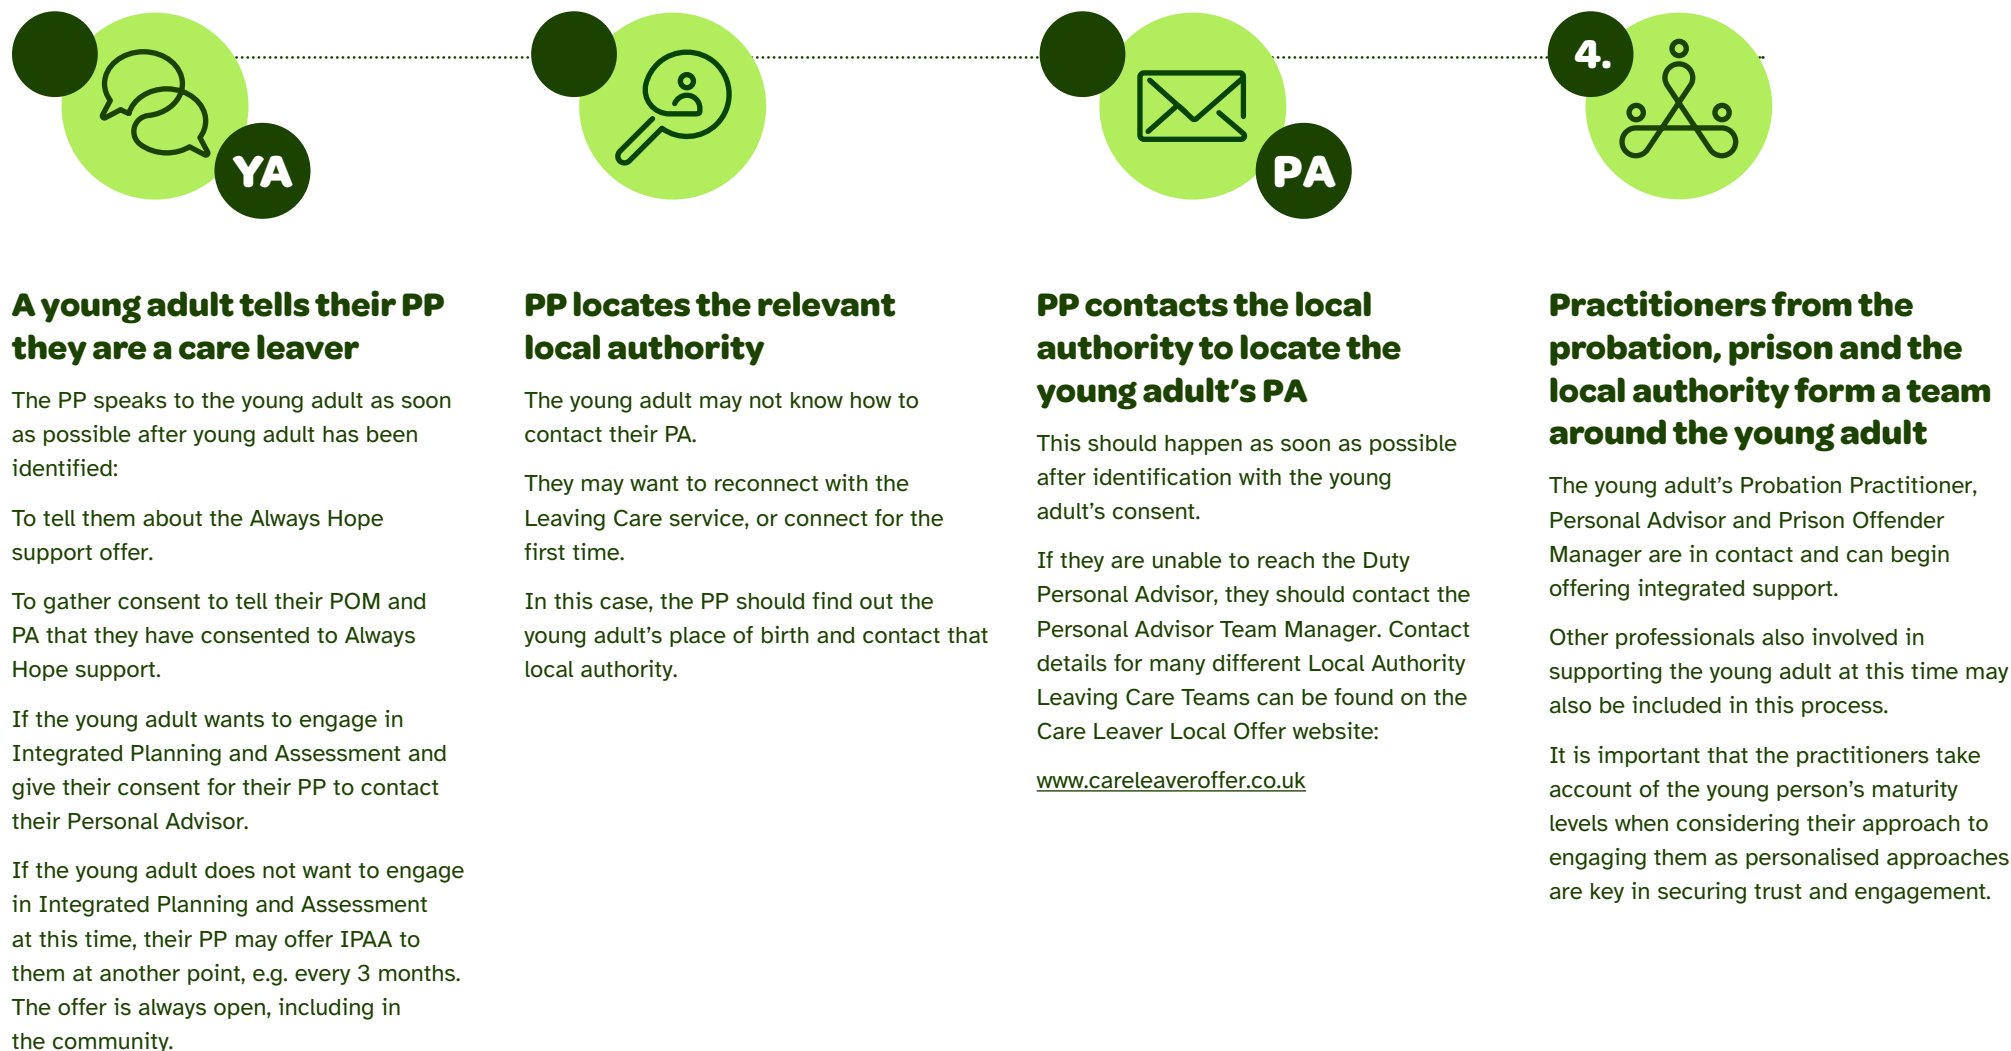 YA
PA
4.
A young adult tells their PP
they are a care leaver
The PP speaks to the young adult as soon
as possible after young adult has been
identified:
To tell them about the Always Hope
support offer.
To gather consent to tell their POM and
PA that they have consented to Always
Hope support.
If the young adult wants to engage in
Integrated Planning and Assessment and
give their consent for their PP to contact
their Personal Advisor.
If the young adult does not want to engage
in Integrated Planning and Assessment
at this time, their PP may offer IPAA to
them at another point, e.g. every 3 months.
The offer is always open, including in
the community.
PP locates the relevant
local authority
The young adult may not know how to
contact their PA.
They may want to reconnect with the
Leaving Care service, or connect for the
first time.
In this case, the PP should find out the
young adult’s place of birth and contact that
local authority.
PP contacts the local
authority to locate the
young adult’s PA
This should happen as soon as possible
after identification with the young
adult’s consent.
If they are unable to reach the Duty
Personal Advisor, they should contact the
Personal Advisor Team Manager. Contact
details for many different Local Authority
Leaving Care Teams can be found on the
Care Leaver Local Offer website:
www.careleaveroffer.co.uk
Practitioners from the
probation, prison and the
local authority form a team
around the young adult
The young adult’s Probation Practitioner,
Personal Advisor and Prison Offender
Manager are in contact and can begin
offering integrated support.
Other professionals also involved in
supporting the young adult at this time may
also be included in this process.
It is important that the practitioners take
account of the young person’s maturity
levels when considering their approach to
engaging them as personalised approaches
are key in securing trust and engagement.